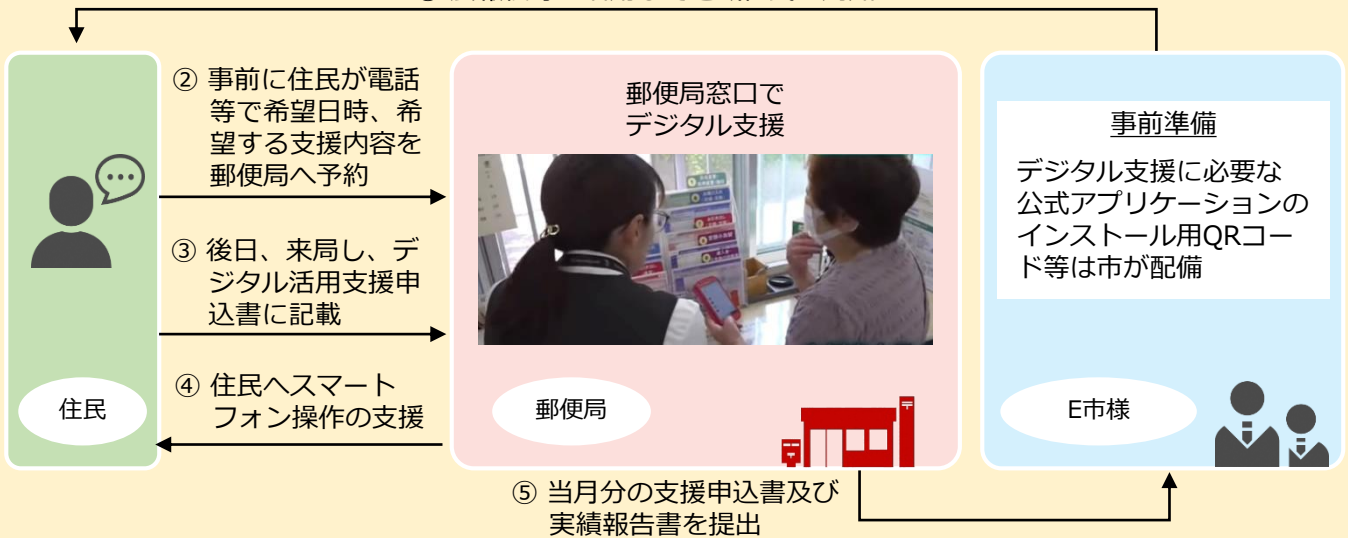 ② 事前に住民が電話
等で希望日時、希
望する支援内容を
郵便局へ予約
③ 後日、来局し、デ
ジタル活用支援申
込書に記載
④ 住民へスマート
フォン操作の支援
住民
郵便局窓口で
デジタル支援
郵便局
事前準備
デジタル支援に必要な
公式アプリケーションの
インストール用QRコー
ド等は市が配備
E市様
⑤ 当月分の支援申込書及び
実績報告書を提出